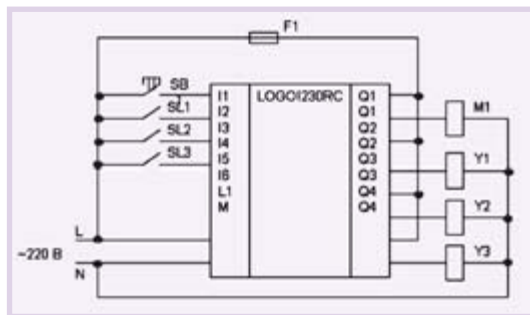 F1
SB
SL1
SL2
SL3
I1
I2
I3
I4
I5
I6
L1
M
LOGO!230RC
Q1
Q1
Q2
Q2
Q3
Q3
Q4
Q4
M1
Y1
Y2
Y3
L
~220 В
N